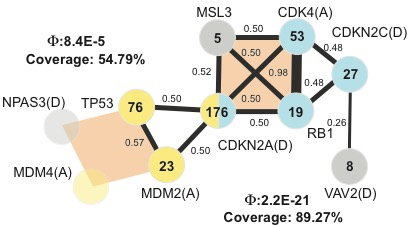 MSL3
CDK4(A)
CDKN2C(D)
Φ:8.4E-5
Coverage: 54.79%
0.50
5
53
0.50
0.48
0.52
0.98
0.48
27
NPAS3(D)
TP53
76
0.50
0.50
176
0.50
19
RB1
0.26
0.57
CDKN2A(D)
MDM4(A)
23
0.50
8
MDM2(A)
VAV2(D)
Φ:2.2E-21
Coverage: 89.27%